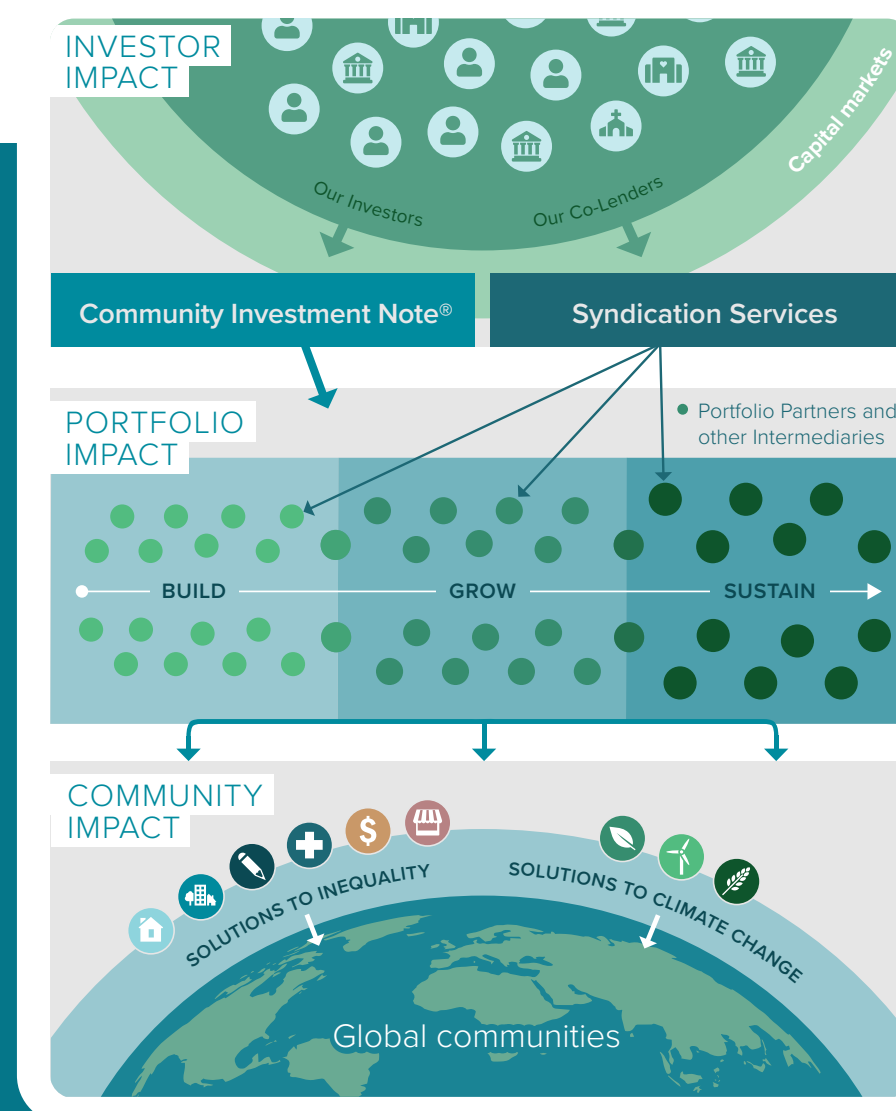 INVESTOR
IMPACT
Capital markets
Our Investors
Our Co-Lenders
Community Investment Note®
Syndication Services
PORTFOLIO
IMPACT
Portfolio Partners and
other Intermediaries
BUILD
GROW
SUSTAIN
COMMUNITY
IMPACT
SOLUTIONS TO INEQUALITY
SOLUTIONS TO CLIMATE CHANGE
Global communities